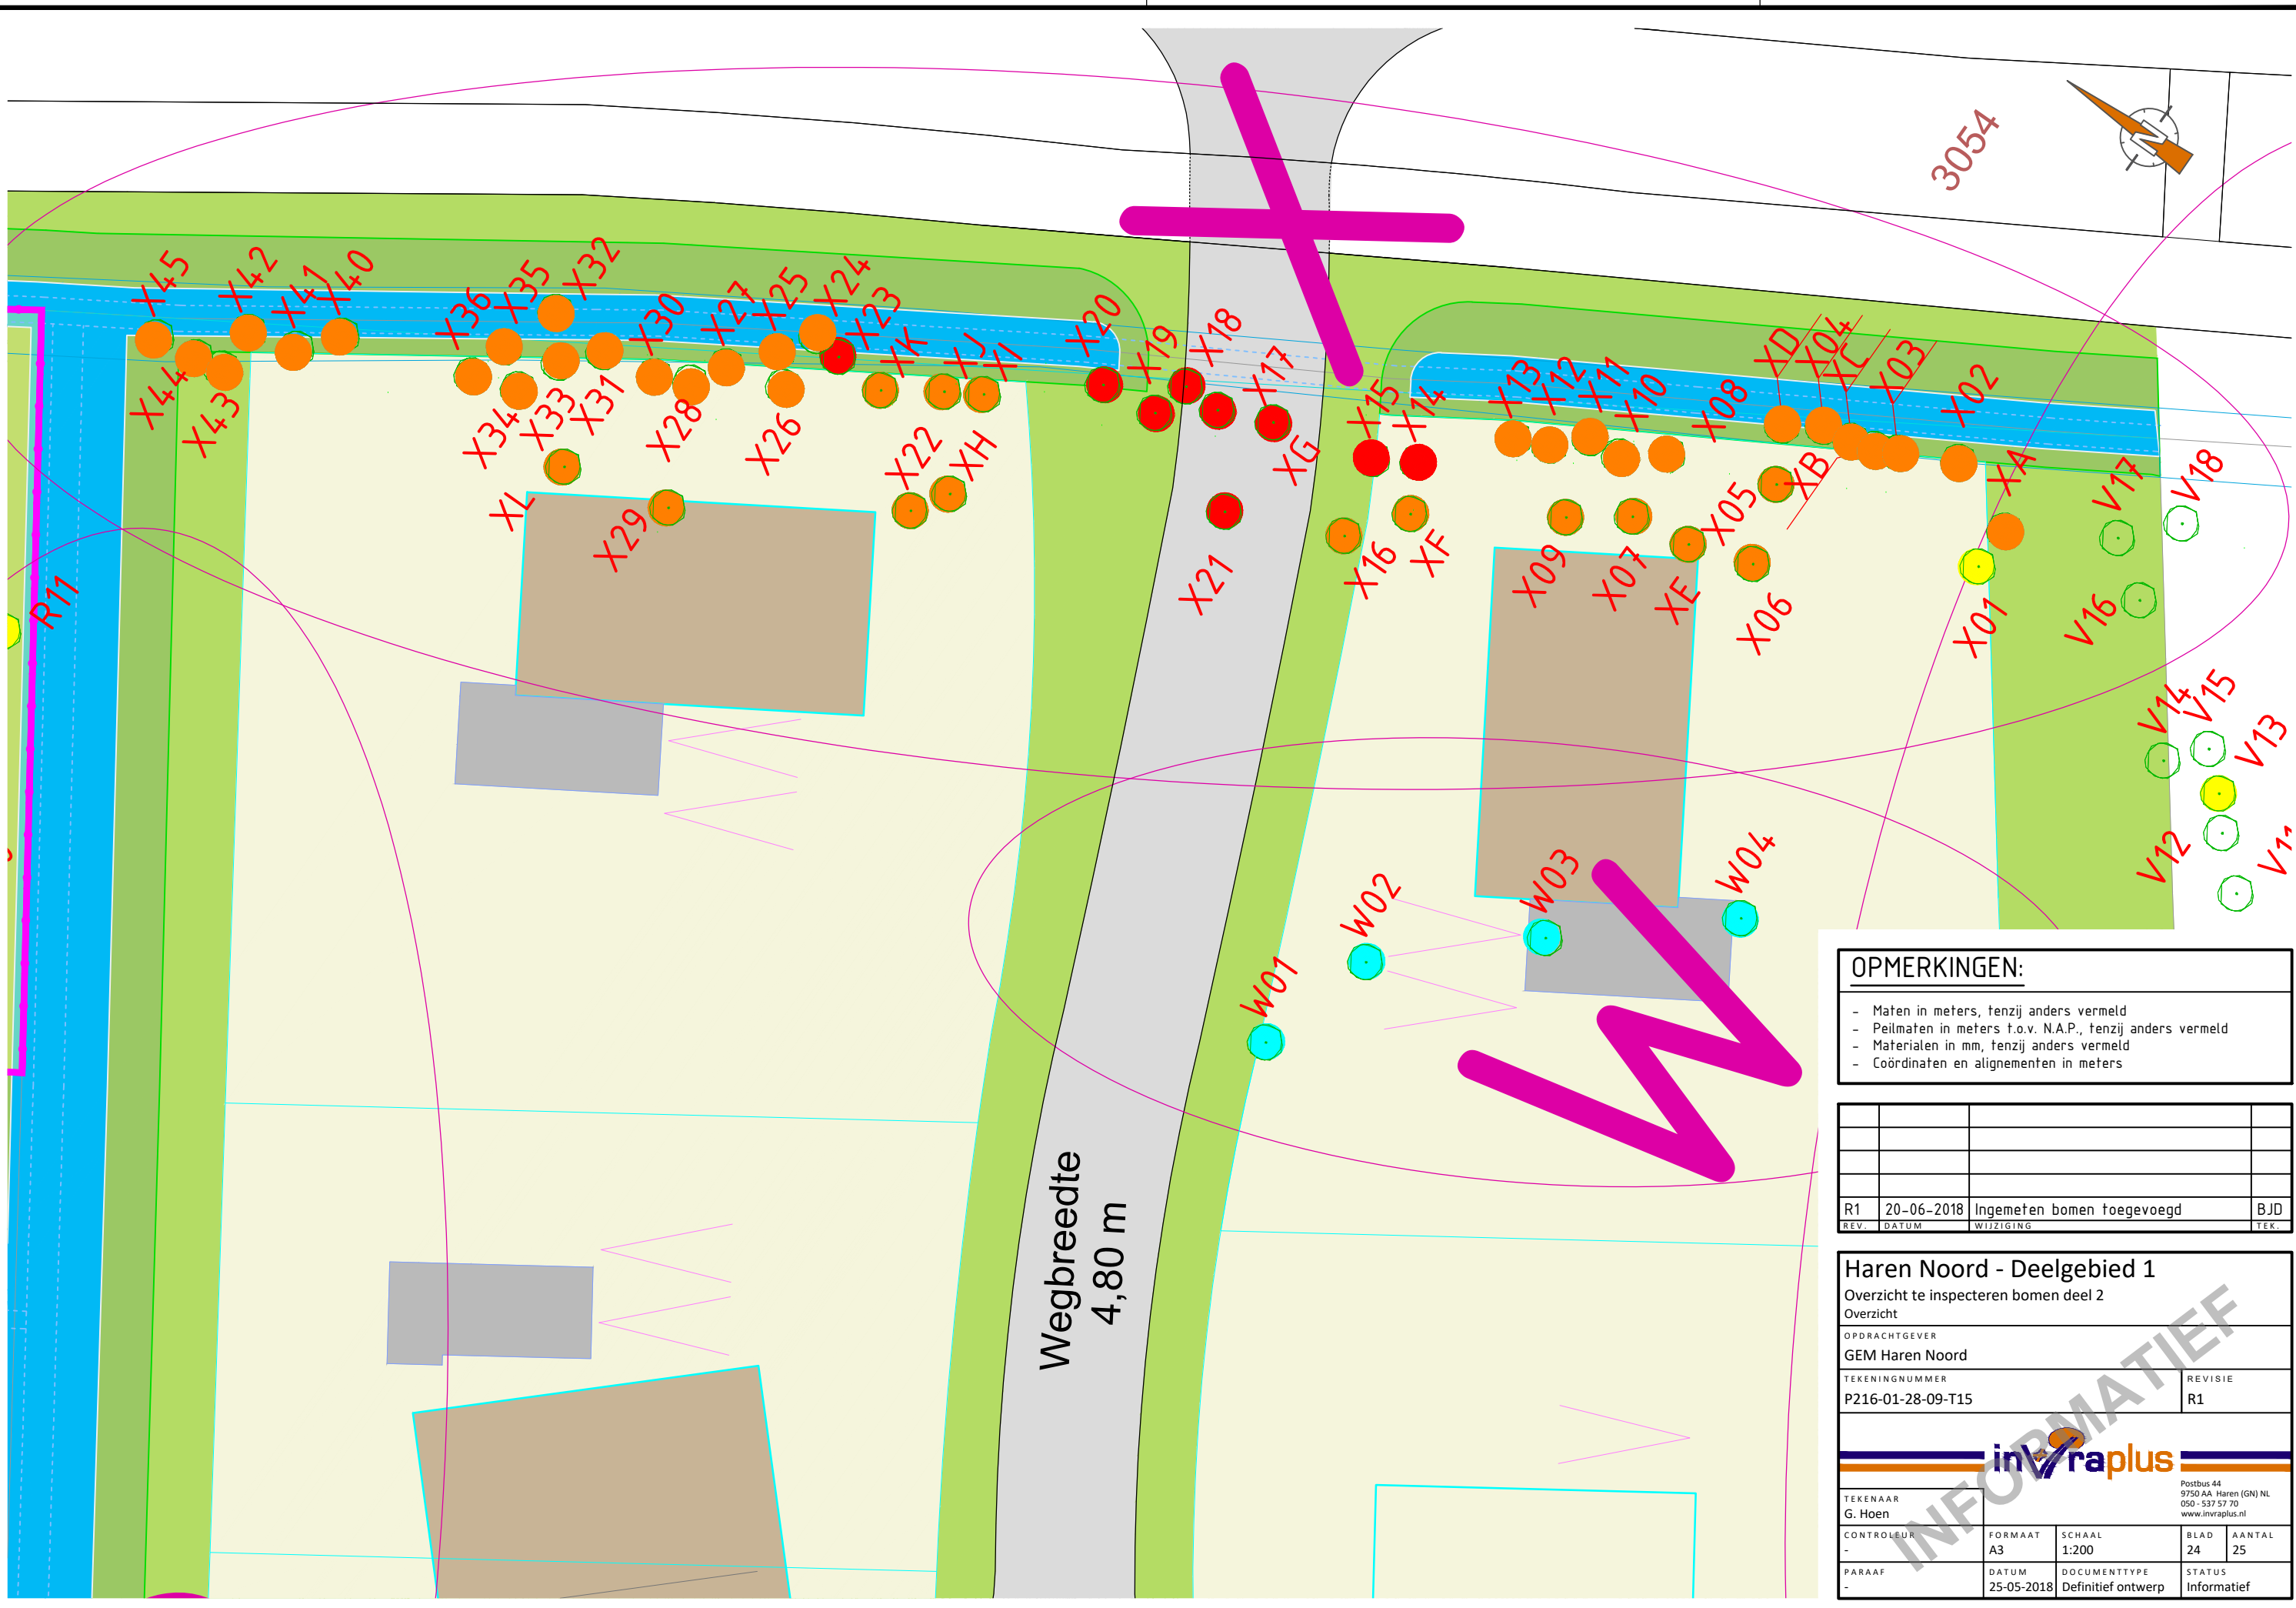 3054
N
X
X45
X42
X41
X40
X36
X35
X32
X30
X27
X25
X24
X23
XK
XJ
XI
X20
X19
X18
X17
X15
X14
X13
X12
X11
X10
X08
XD
X04
XC
X03
X02
XA
V17
V18
X44
X43
X34
X33
X31
X28
X26
X22
XH
XG
XB
XL
X29
X21
X16
XF
X09
X07
XE
X05
X06
X01
V16
R11
V14
V15
V13
V12
W01
W02
W03
W04
W
Wegbreedte
4,80 m
OPMERKINGEN:
- Maten in meters, tenzij anders vermeld
- Peilmaten in meters t.o.v. N.A.P., tenzij anders vermeld
- Materialen in mm, tenzij anders vermeld
- Coördinaten en alignementen in meters
R1 20-06-2018 Ingemeten bomen toegevoegd BJD
REV. DATUM WIJZIGING TEK.
Haren Noord - Deelgebied 1
Overzicht te inspecteren bomen deel 2
Overzicht
OPDRACHTGEVER
GEM Haren Noord
TEKENINGNUMMER REVISIE
P216-01-28-09-T15 R1
invraplus
Postbus 44
9750 AA Haren (GN) NL
050 - 537 57 70
www.invraplus.nl
TEKENAAR
G. Hoen
CONTROLEUR FORMAAT SCHAAL BLAD AANTAL
- A3 1:200 24 25
PARAAF DATUM DOCUMENTTYPE STATUS
- 25-05-2018 Definitief ontwerp Informatief
INFORMATIEF